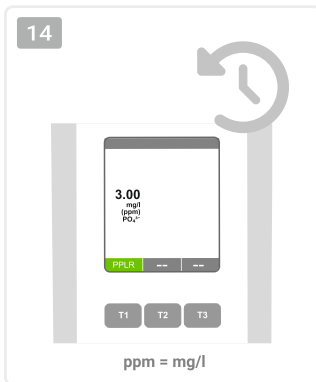 14
3.00
mg/l
(ppm)
PO₄³⁻
PPLR -- --
T1 T2 T3
ppm = mg/l